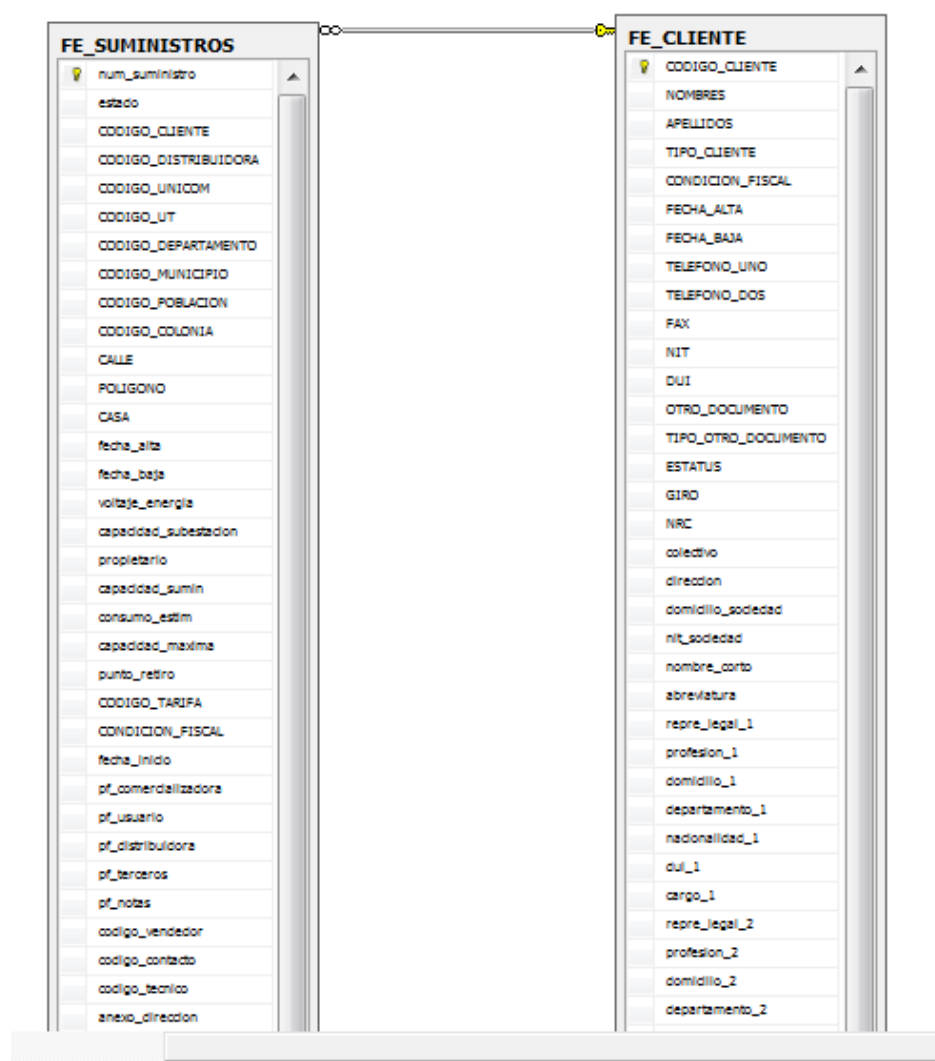 FE_SUMINISTROS
num_suministro
estado
CODIGO_CLIENTE
CODIGO_DISTRIBUIDORA
CODIGO_UNICOM
CODIGO_UT
CODIGO_DEPARTAMENTO
CODIGO_MUNICIPIO
CODIGO_POBLACION
CODIGO_COLONIA
CALLE
POLIGONO
CASA
fecha_alta
fecha_baja
voltaje_energia
capacidad_subestacion
propietario
capacidad_sumin
consumo_estim
capacidad_maxima
punto_retiro
CODIGO_TARIFA
CONDICION_FISCAL
fecha_inicio
pf_comercializadora
pf_usuario
pf_distribuidora
pf_terceros
pf_notas
codigo_vendedor
codigo_contacto
codigo_tecnico
anexo_direccion
FE_CLIENTE
CODIGO_CLIENTE
NOMBRES
APELLIDOS
TIPO_CLIENTE
CONDICION_FISCAL
FECHA_ALTA
FECHA_BAJA
TELEFONO_UNO
TELEFONO_DOS
FAX
NIT
DUI
OTRO_DOCUMENTO
TIPO_OTRO_DOCUMENTO
ESTATUS
GIRO
NRC
colectivo
direccion
domicilio_sociedad
nit_sociedad
nombre_corto
abreviatura
repre_legal_1
profesion_1
domicilio_1
departamento_1
nacionalidad_1
dui_1
cargo_1
repre_legal_2
profesion_2
domicilio_2
departamento_2